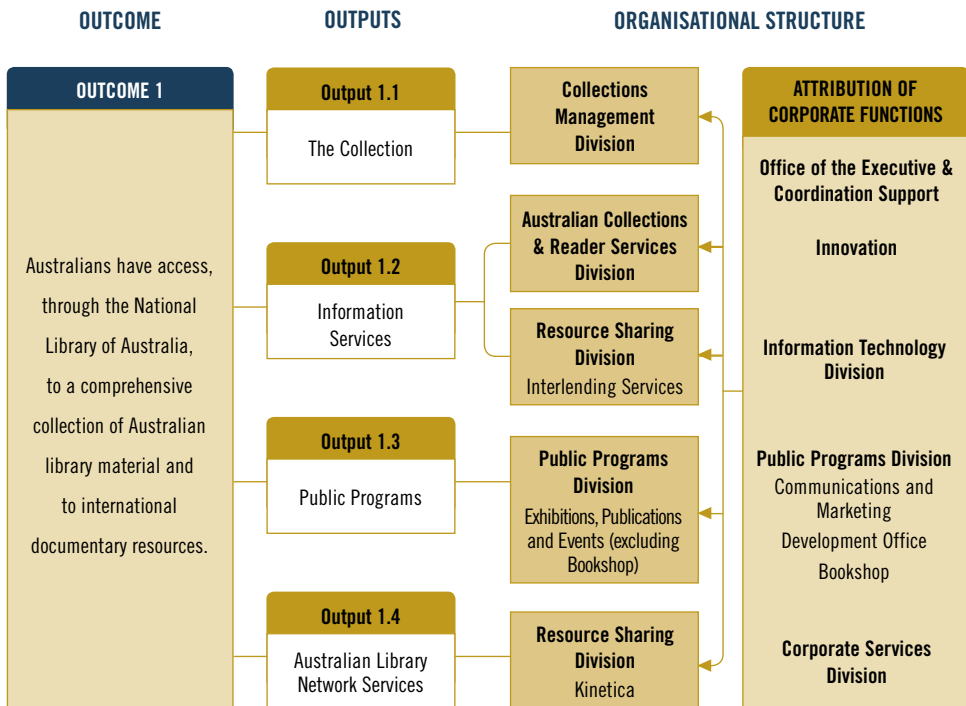 OUTCOME
OUTPUTS
ORGANISATIONAL STRUCTURE
OUTCOME 1
Australians have access,
through the National
Library of Australia,
to a comprehensive
collection of Australian
library material and
to international
documentary resources.
Output 1.1
The Collection
Output 1.2
Information
Services
Output 1.3
Public Programs
Output 1.4
Australian Library
Network Services
Collections
Management
Division
Australian Collections
& Reader Services
Division
Resource Sharing
Division
Interlending Services
Public Programs
Division
Exhibitions, Publications
and Events (excluding
Bookshop)
Resource Sharing
Division
Kinetica
ATTRIBUTION OF
CORPORATE FUNCTIONS
Office of the Executive &
Coordination Support
Innovation
Information Technology
Division
Public Programs Division
Communications and
Marketing
Development Office
Bookshop
Corporate Services
Division